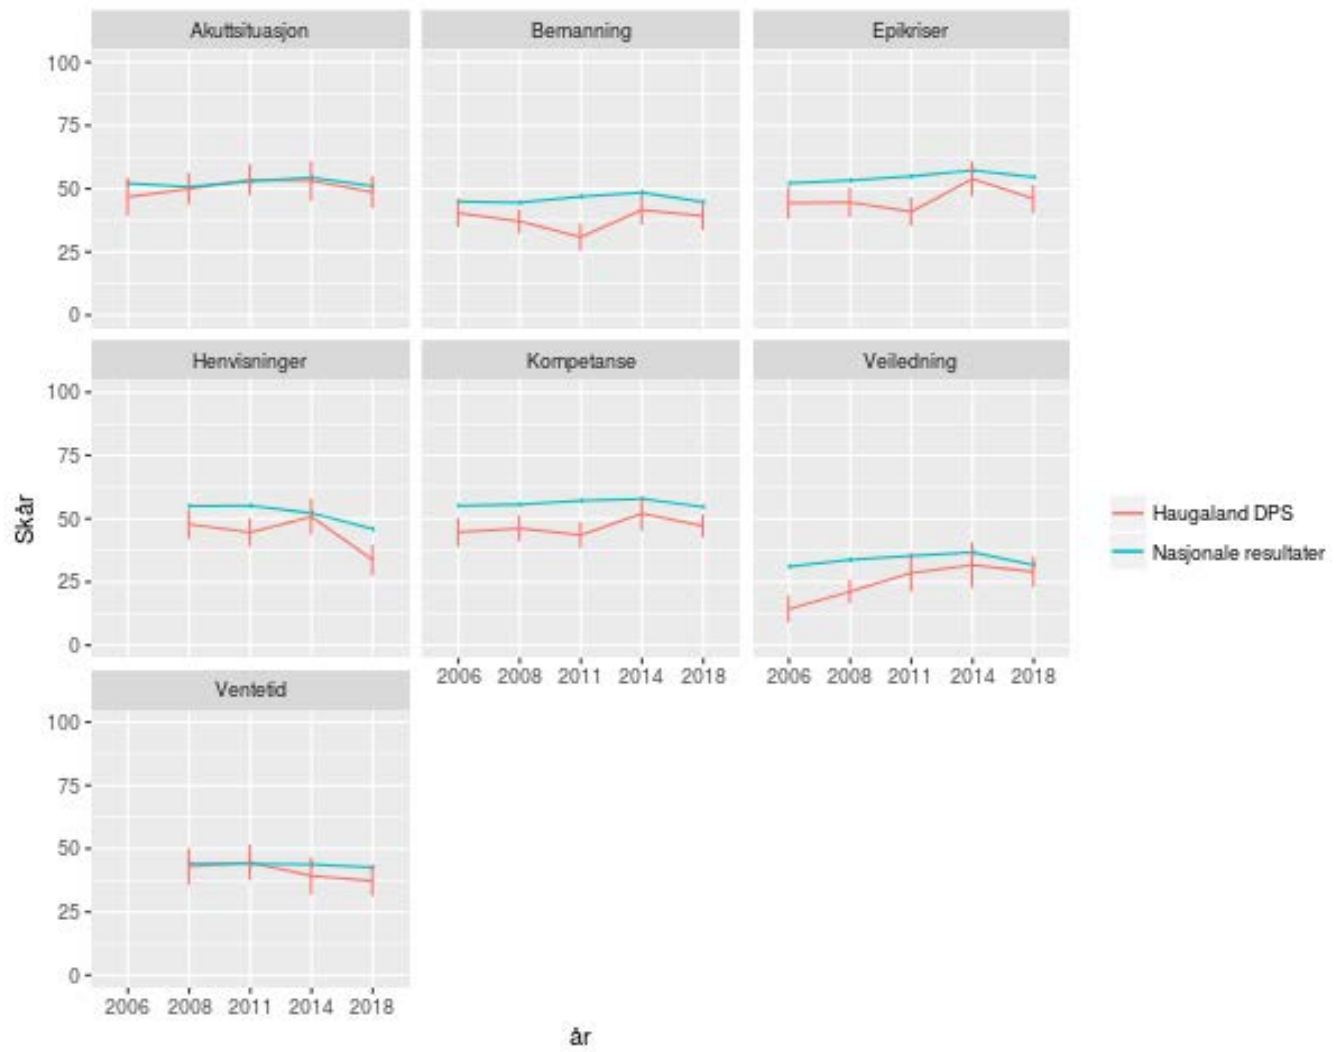 Akuttsituasjon Bemanning Epikriser
100
75
50
25
0
Henvisninger Kompetanse Veiledning
100
75
50
25
0
Skår
Haugaland DPS
Nasjonale resultater
2006 2008 2011 2014 2018 2006 2008 2011 2014 2018
Ventetid
100
75
50
25
0
2006 2008 2011 2014 2018
år